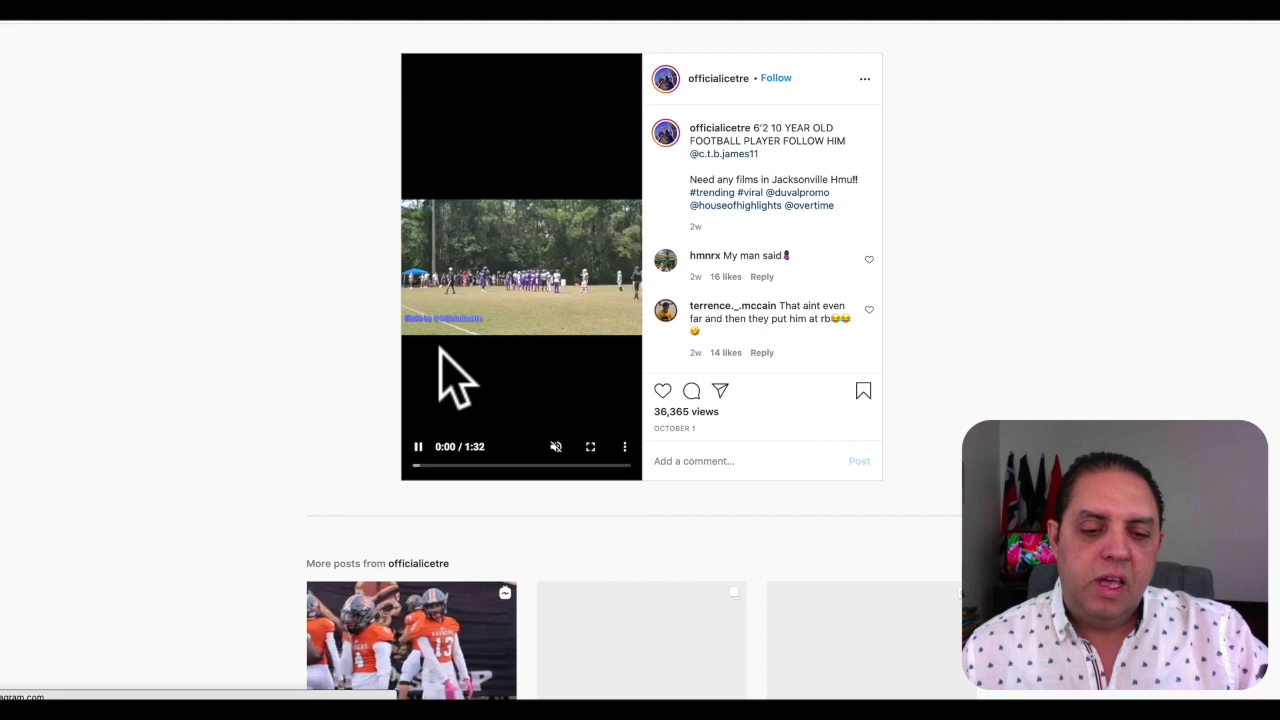 officialicetre • Follow
officialicetre 6'2 10 YEAR OLD
FOOTBALL PLAYER FOLLOW HIM
@c.t.b.james11
Need any films in Jacksonville Hmu‼
#trending #viral @duvalpromo
@houseofhighlights @overtime
2w
hmnrx My man said
2w 16 likes Reply
terrence._.mccain That aint even
far and then they put him at rb😂😂
🤣
2w 14 likes Reply
36,365 views
OCTOBER 1
0:00 / 1:32
Add a comment... Post
More posts from officialicetre
13
agram.com